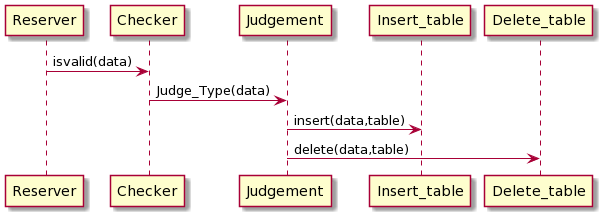 Reserver Checker Judgement Insert_table Delete_table
isvalid(data)
Judge_Type(data)
insert(data,table)
delete(data,table)
Reserver Checker Judgement Insert_table Delete_table